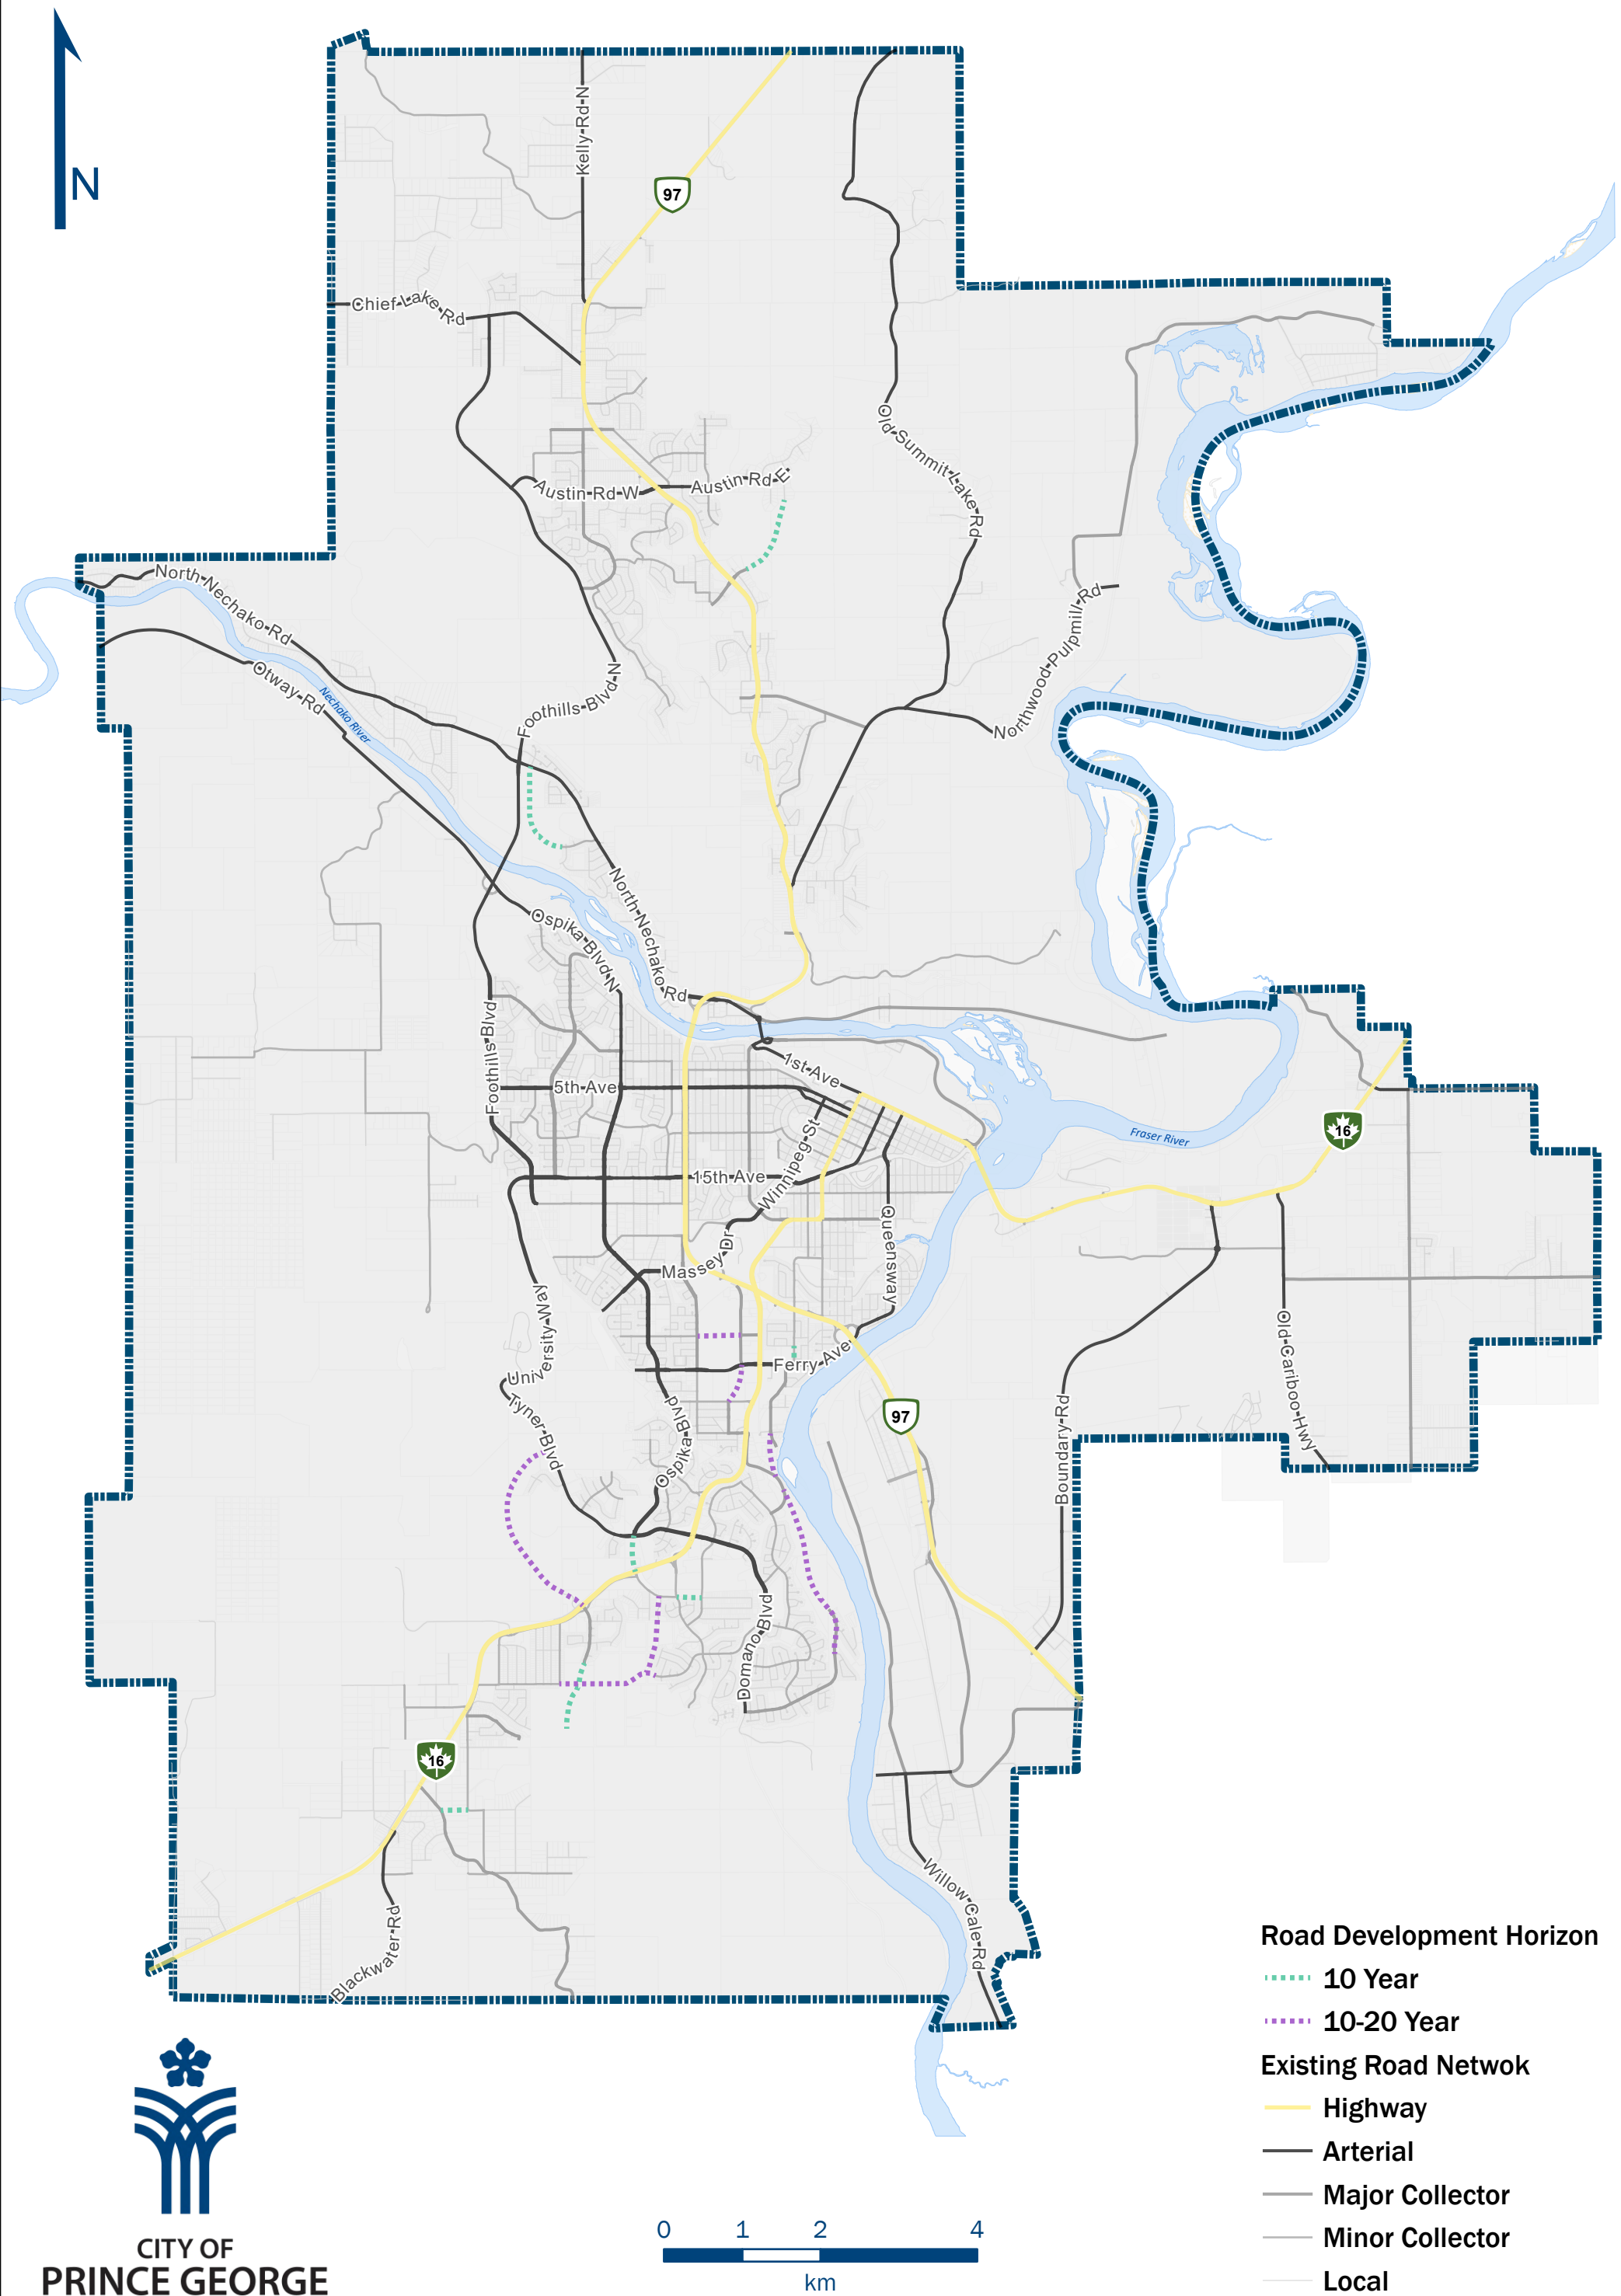 N
Kelly Rd N
97
Chief Lake Rd
Old Summit Lake Rd
Austin Rd W
Austin Rd E
North Nechako Rd
Otway Rd
Nechako River
Foothills Blvd N
Northwood Pulpmill Rd
North Nechako Rd
Ospika Blvd N
Foothills Blvd
5th Ave
1st Ave
Fraser River
16
Winnipeg St
15th Ave
Queensway
Massey Dr
University Way
Ferry Ave
Old Cariboo Hwy
Tyner Blvd
Ospika Blvd
97
Boundary Rd
Domano Blvd
16
Willow Cale Rd
Blackwater Rd
Road Development Horizon
10 Year
10-20 Year
Existing Road Netwok
Highway
Arterial
Major Collector
Minor Collector
Local
0 1 2 4
km
CITY OF
PRINCE GEORGE